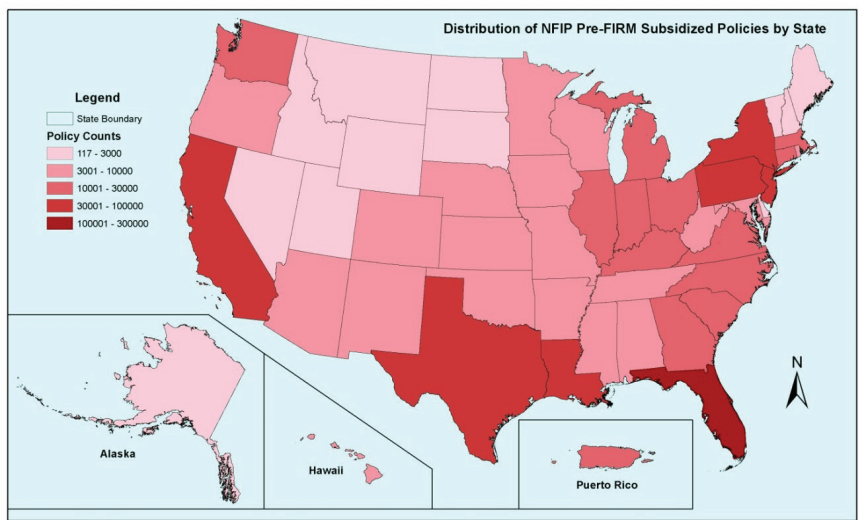 Distribution of NFIP Pre-FIRM Subsidized Policies by State
Legend
State Boundary
Policy Counts
117 - 3000
3001 - 10000
10001 - 30000
30001 - 100000
100001 - 300000
N
Alaska
Hawaii
Puerto Rico